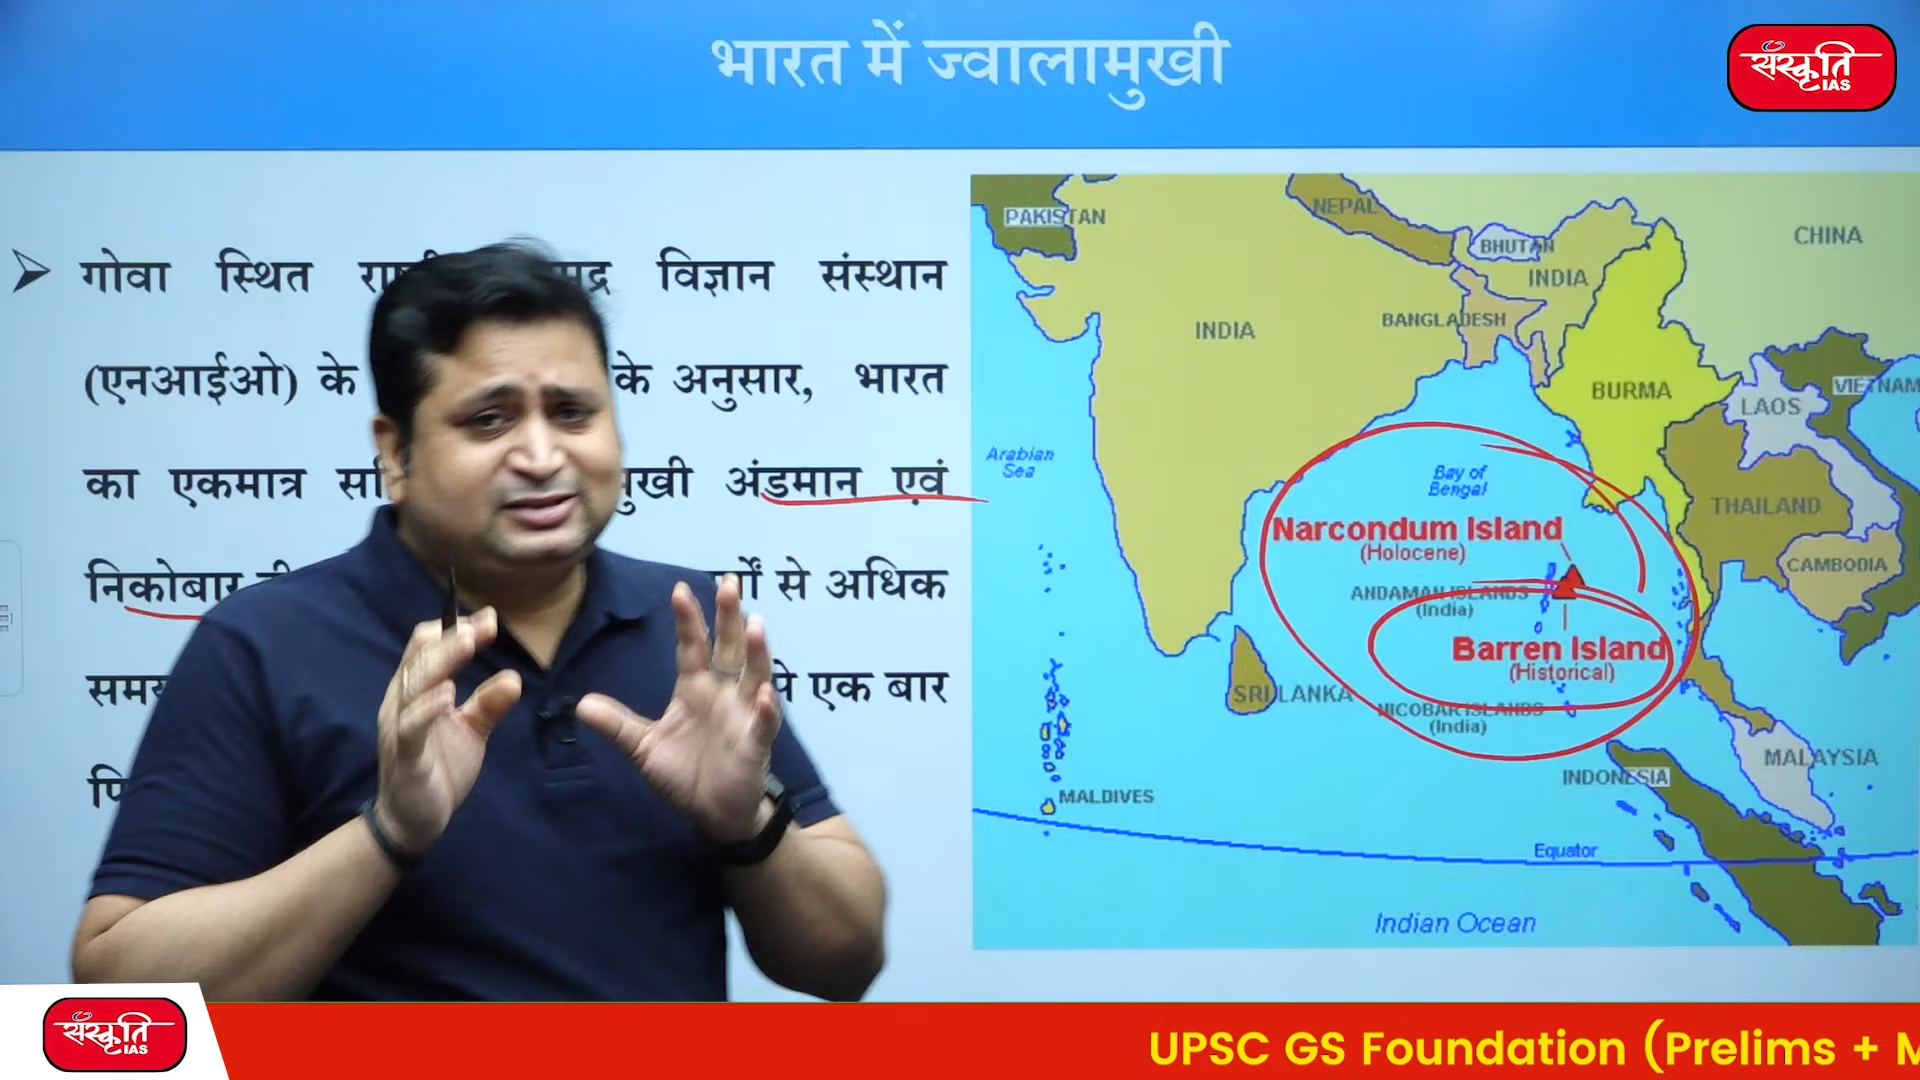 भारत में ज्वालामुखी
संस्कृति
IAS
गोवा स्थित विज्ञान संस्थान
(एनआईओ) के के अनुसार, भारत
का एकमात्र अंडमान एवं
निकोबार से अधिक
एक बार
PAKISTAN
NEPAL
BHUTAN
CHINA
INDIA
INDIA
BANGLADESH
BURMA
LAOS
VIETNAM
Arabian
Sea
Bay of
Bengal
THAILAND
Narcondum Island
(Holocene)
CAMBODIA
ANDAMAN ISLANDS
(India)
Barren Island
(Historical)
SRI LANKA
NICOBAR ISLANDS
(India)
MALAYSIA
INDONESIA
MALDIVES
Equator
Indian Ocean
संस्कृति
IAS
UPSC GS Foundation (Prelims + M